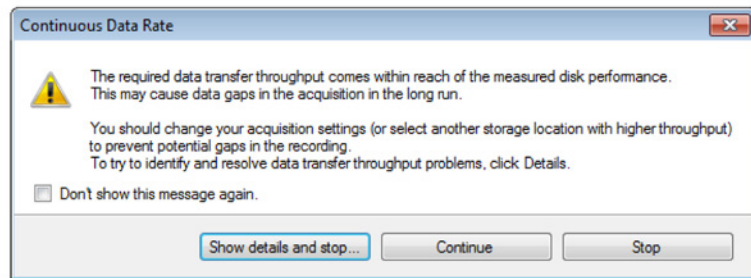 Continuous Data Rate
The required data transfer throughput comes within reach of the measured disk performance.
This may cause data gaps in the acquisition in the long run.
You should change your acquisition settings (or select another storage location with higher throughput)
to prevent potential gaps in the recording.
To try to identify and resolve data transfer throughput problems, click Details.
Don't show this message again.
Show details and stop... Continue Stop